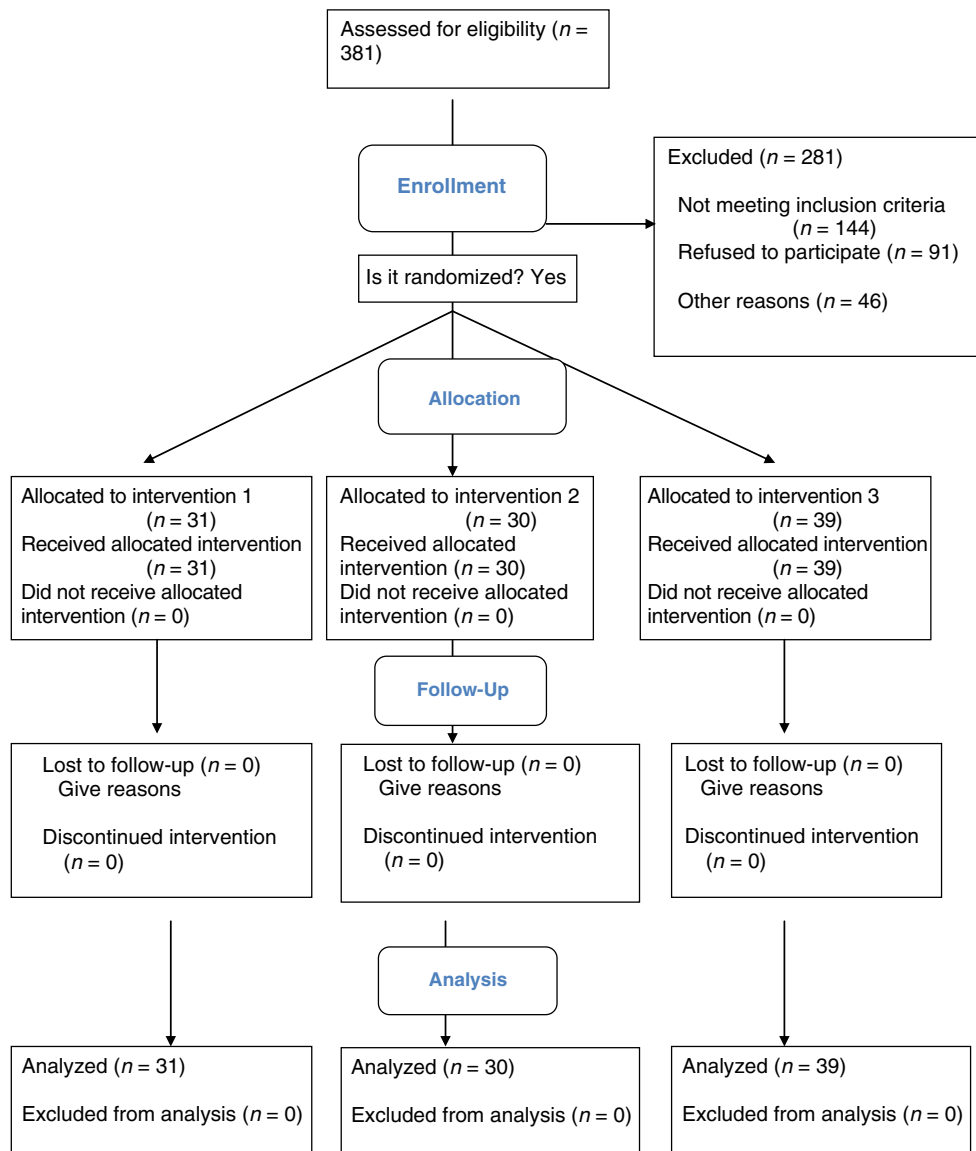 Assessed for eligibility (n =
381)
Enrollment
Excluded (n = 281)
Not meeting inclusion criteria
(n = 144)
Refused to participate (n = 91)
Other reasons (n = 46)
Is it randomized? Yes
Allocation
Allocated to intervention 1
(n = 31)
Received allocated intervention
(n = 31)
Did not receive allocated
intervention (n = 0)
Allocated to intervention 2
(n = 30)
Received allocated
intervention (n = 30)
Did not receive allocated
intervention (n = 0)
Allocated to intervention 3
(n = 39)
Received allocated intervention
(n = 39)
Did not receive allocated
intervention (n = 0)
Follow-Up
Lost to follow-up (n = 0)
Give reasons
Discontinued intervention
(n = 0)
Lost to follow-up (n = 0)
Give reasons
Discontinued intervention
(n = 0)
Lost to follow-up (n = 0)
Give reasons
Discontinued intervention
(n = 0)
Analysis
Analyzed (n = 31)
Excluded from analysis (n = 0)
Analyzed (n = 30)
Excluded from analysis (n = 0)
Analyzed (n = 39)
Excluded from analysis (n = 0)